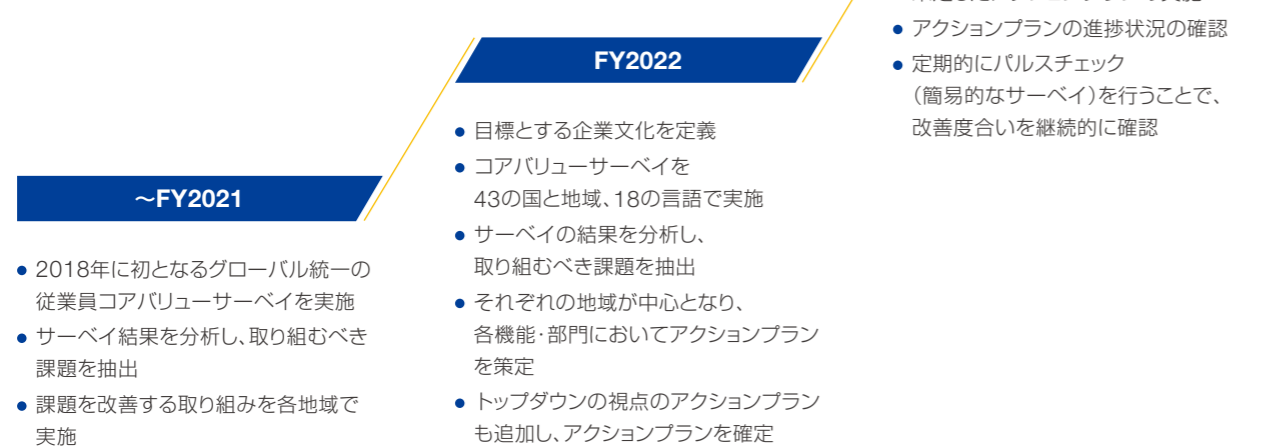 ～FY2021
● 2018年に初となるグローバル統一の
従業員コアバリューサーベイを実施
● サーベイ結果を分析し、取り組むべき
課題を抽出
● 課題を改善する取り組みを各地域で
実施
FY2022
● 目標とする企業文化を定義
● コアバリューサーベイを
43の国と地域、18の言語で実施
● サーベイの結果を分析し、
取り組むべき課題を抽出
● それぞれの地域が中心となり、
各機能・部門においてアクションプラン
を策定
● トップダウンの視点のアクションプラン
も追加し、アクションプランを確定
● アクションプランの進捗状況の確認
● 定期的にパルスチェック
（簡易的なサーベイ）を行うことで、
改善度合いを継続的に確認